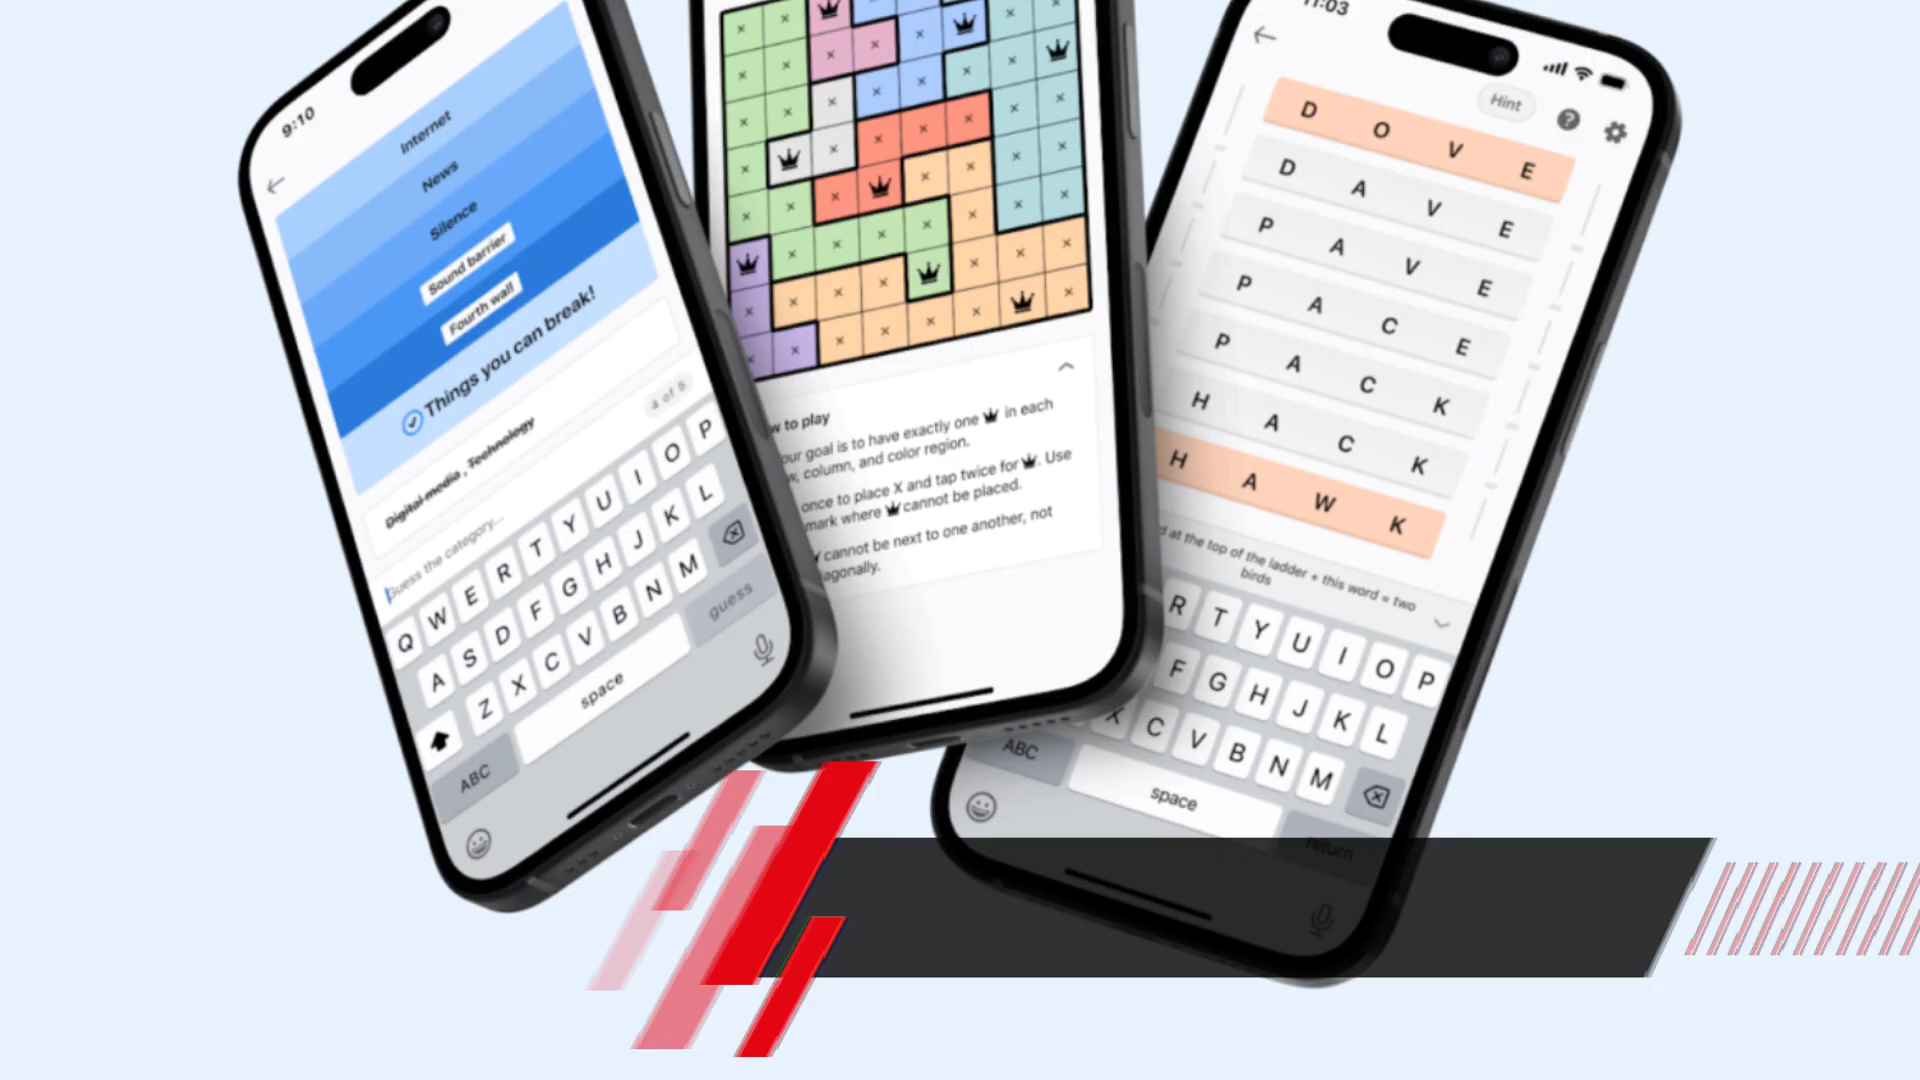 9:10
Internet
News
Silence
Sound barrier
Fourth wall
Things you can break!
4 of 5
Digital media, Technology
Guess the category...
Q W E R T Y U I O P
A S D F G H J K L
Z X C V B N M
guess
ABC
space
to play
goal is to have exactly one in each
column, and color region.
once to place X and tap twice for . Use
mark where cannot be placed.
cannot be next to one another, not
11:03
Hint
D O V E
D A V E
P A V E
P A C E
P A C K
H A C K
H A W K
at the top of the ladder + this word = two
birds
R T Y U I O P
F G H J K L
X C V B N M
ABC
space
return